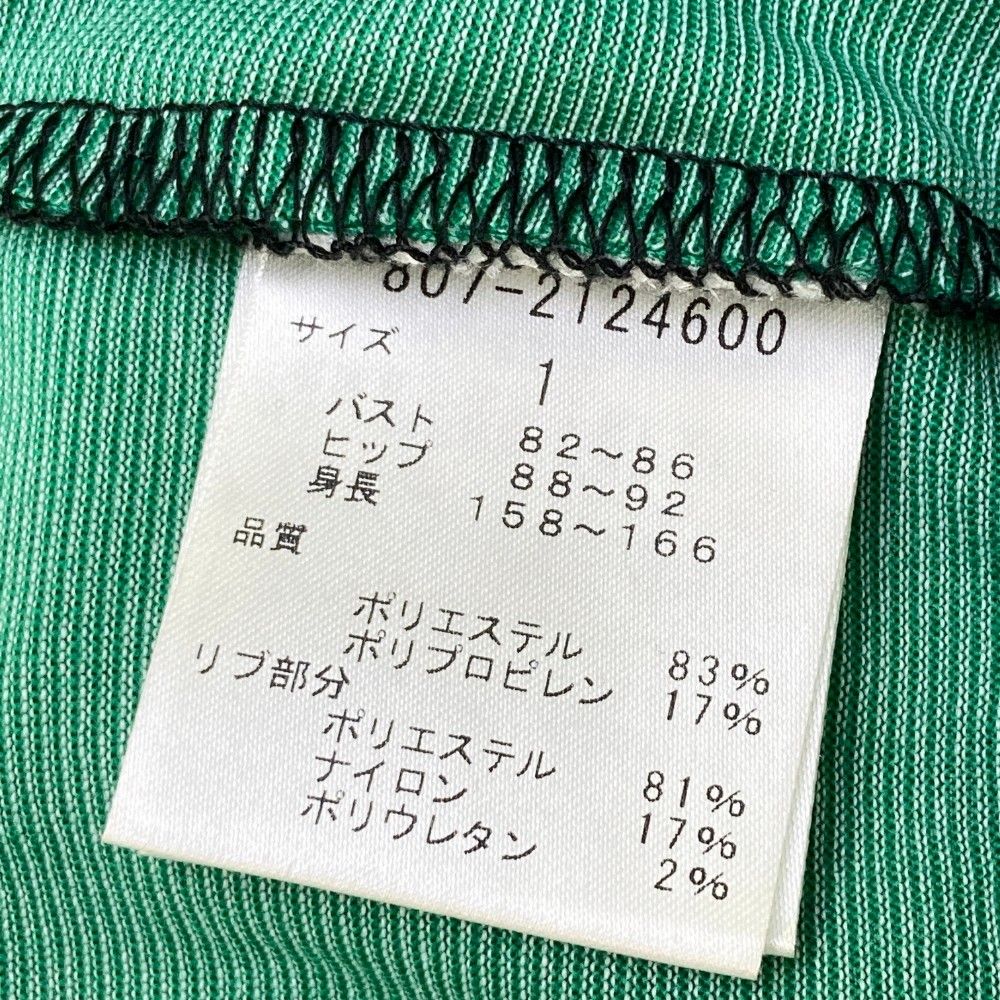 807-2124600
サイズ
1
バスト 82~86
ヒップ 88~92
身長 158~166
品質
ポリエステル 83%
ポリプロピレン 17%
リブ部分
ポリエステル 81%
ナイロン 17%
ポリウレタン 2%